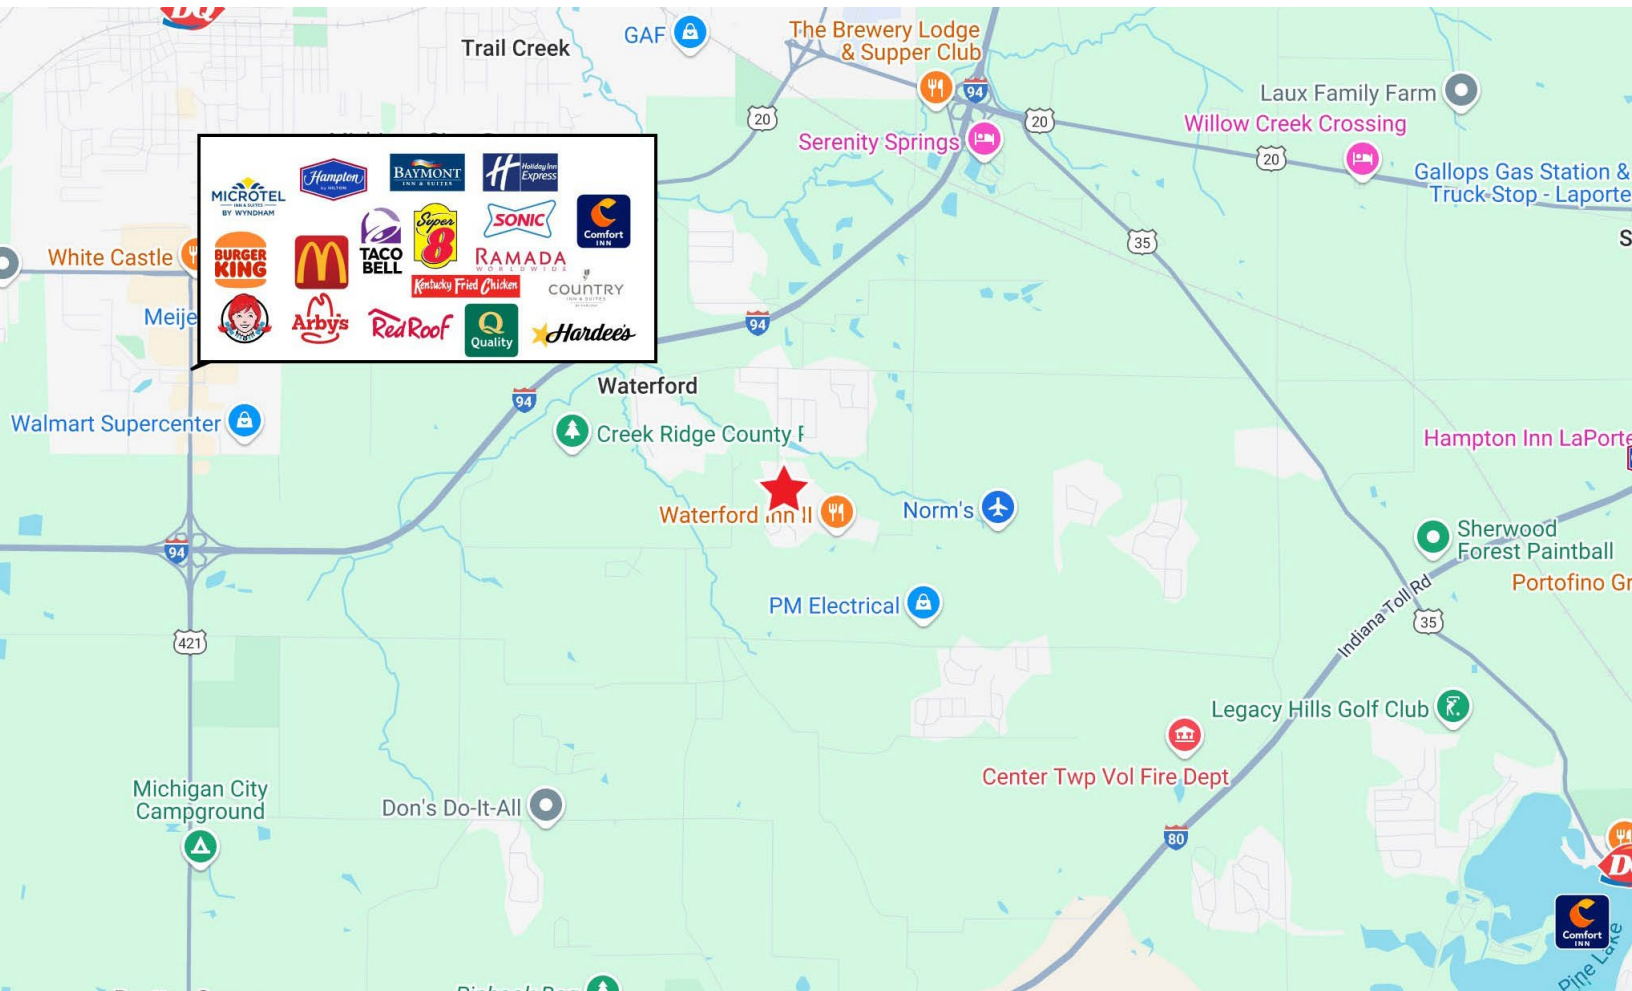 DQ
Trail Creek
GAF
The Brewery Lodge
& Supper Club
94
20
20
Laux Family Farm
Willow Creek Crossing
20
Serenity Springs
Gallops Gas Station &
Truck Stop - Laporte
35
MICROTEL
INN & SUITES
BY WYNDHAM
Hampton
by HILTON
BAYMONT
INN & SUITES
H
Holiday Inn
Express
TACO
BELL
Super
8
SONIC
Comfort
INN
BURGER
KING
RAMADA
WORLDWIDE
Kentucky Fried Chicken
COUNTRY
INN & SUITES
Arby's
Red Roof
Q
Quality
Hardee's
White Castle
Meije
94
Waterford
94
Walmart Supercenter
Creek Ridge County
Hampton Inn LaPorte
Waterford Inn II
Norm's
94
Sherwood
Forest Paintball
Portofino Gr
Indiana Toll Rd
PM Electrical
35
421
Legacy Hills Golf Club
Center Twp Vol Fire Dept
Michigan City
Campground
Don's Do-It-All
80
Comfort
INN
Pine Lake